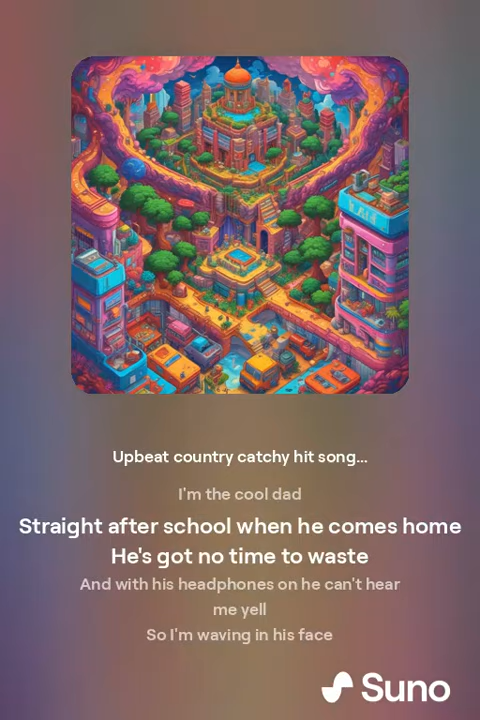 Upbeat country catchy hit song...
I'm the cool dad
Straight after school when he comes home
He's got no time to waste
And with his headphones on he can't hear
me yell
So I'm waving in his face
Suno